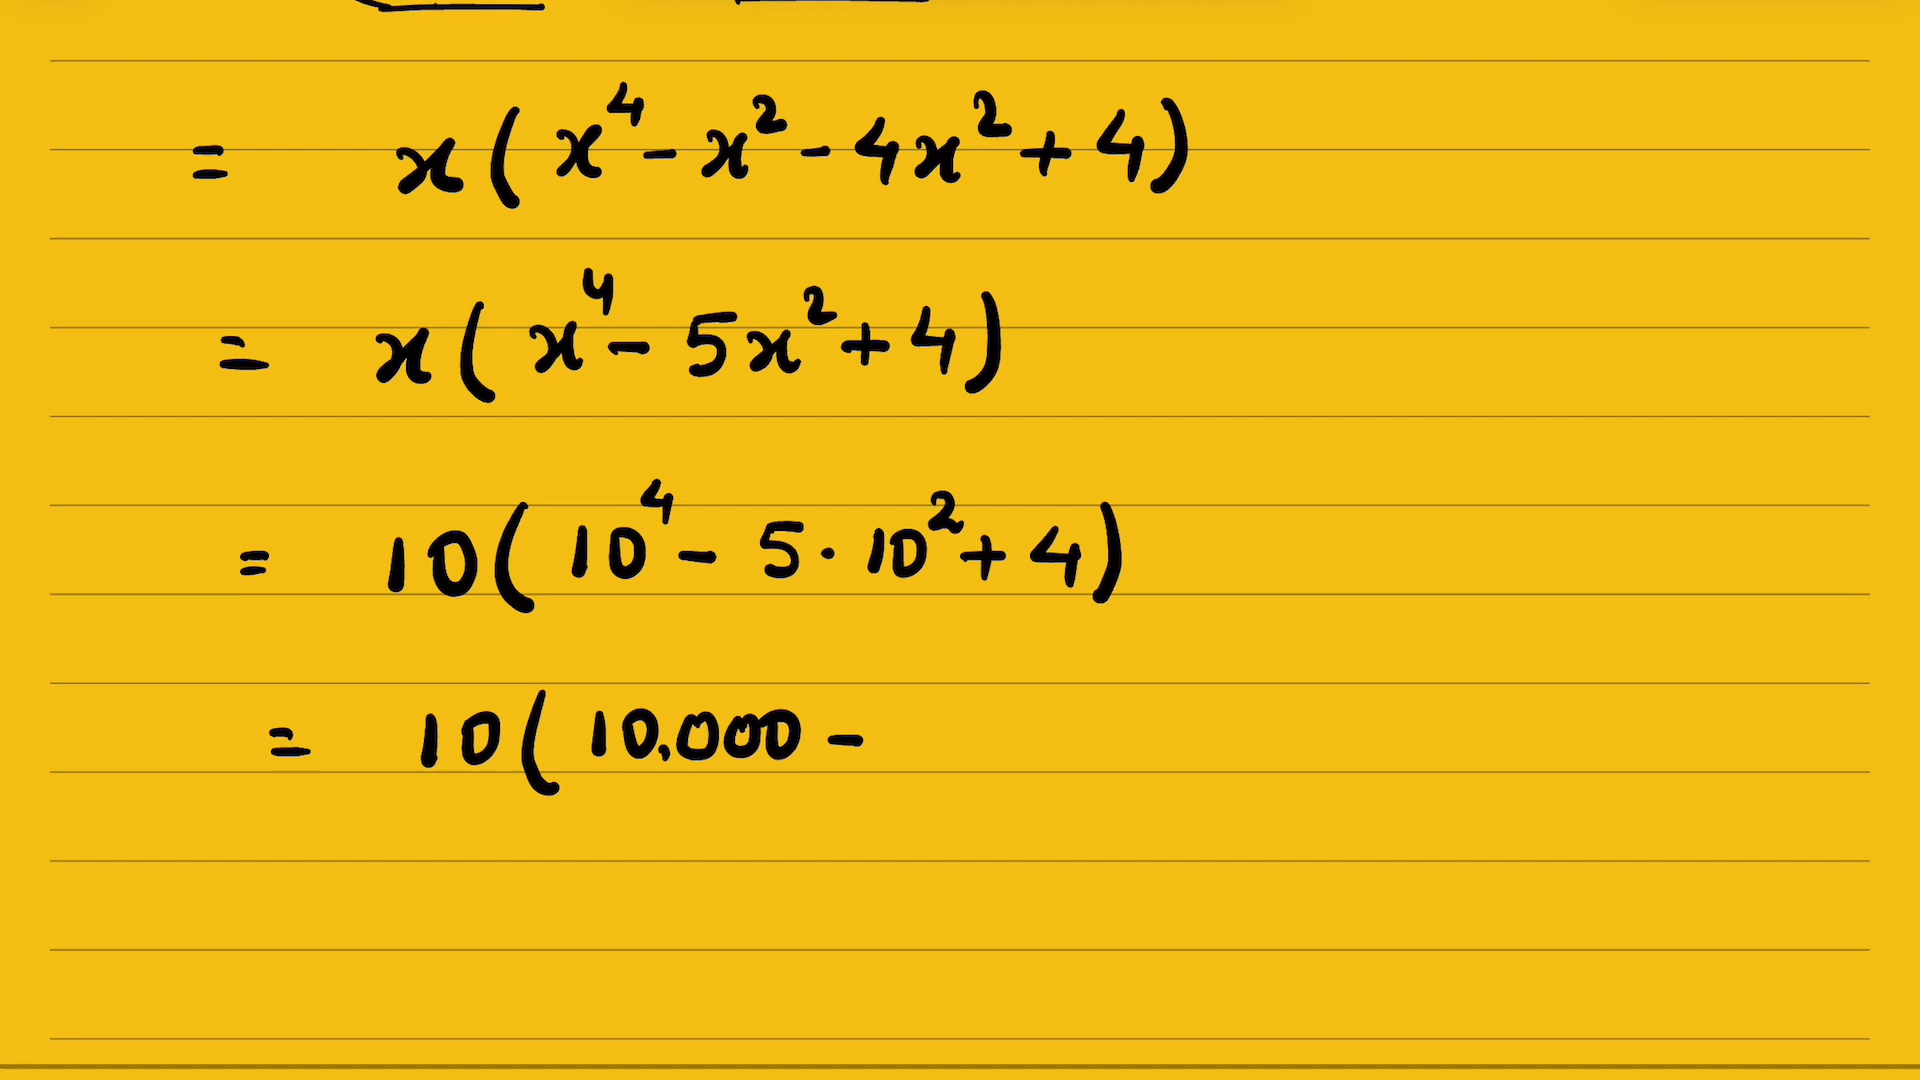 = x(x⁴-x²-4x²+4)
= x(x⁴-5x²+4)
= 10(10⁴-5·10²+4)
= 10(10,000-